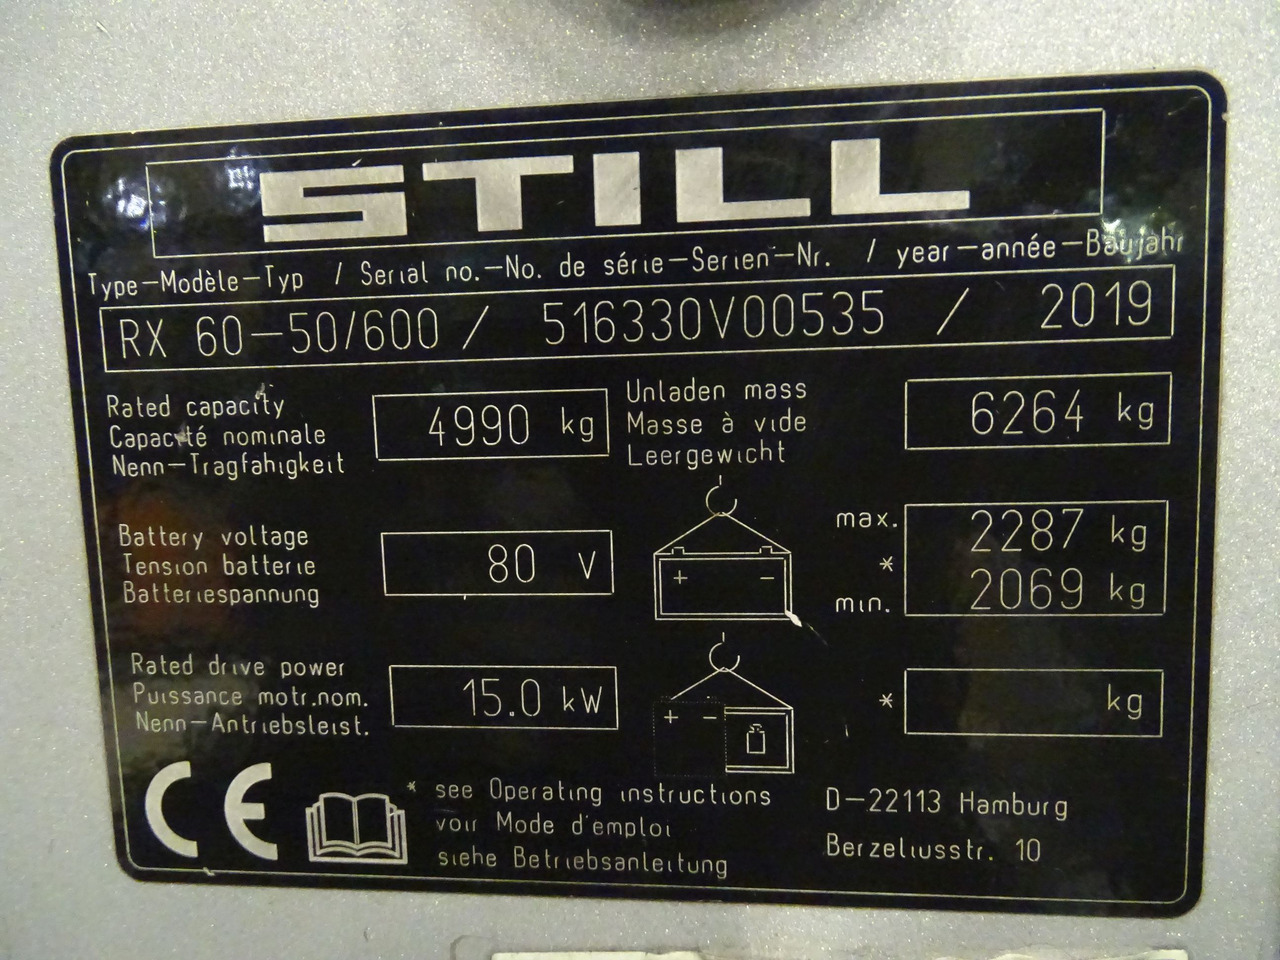 STILL
Type-Modèle-Typ / Serial no.-No. de série-Serien-Nr. / year-année-Baujahr
RX 60-50/600 / 516330V00535 / 2019
Rated capacity
Capacité nominale
Nenn-Tragfähigkeit
4990 kg
Unladen mass
Masse à vide
Leergewicht
6264 kg
Battery voltage
Tension batterie
Batteriespannung
80 V
+ -
max. 2287 kg
*
min. 2069 kg
Rated drive power
Puissance motr.nom.
Nenn-Antriebsleist.
15.0 kW
+ -
* kg
CE
* see Operating instructions
voir Mode d'emploi
siehe Betriebsanleitung
D-22113 Hamburg
Berzeliusstr. 10